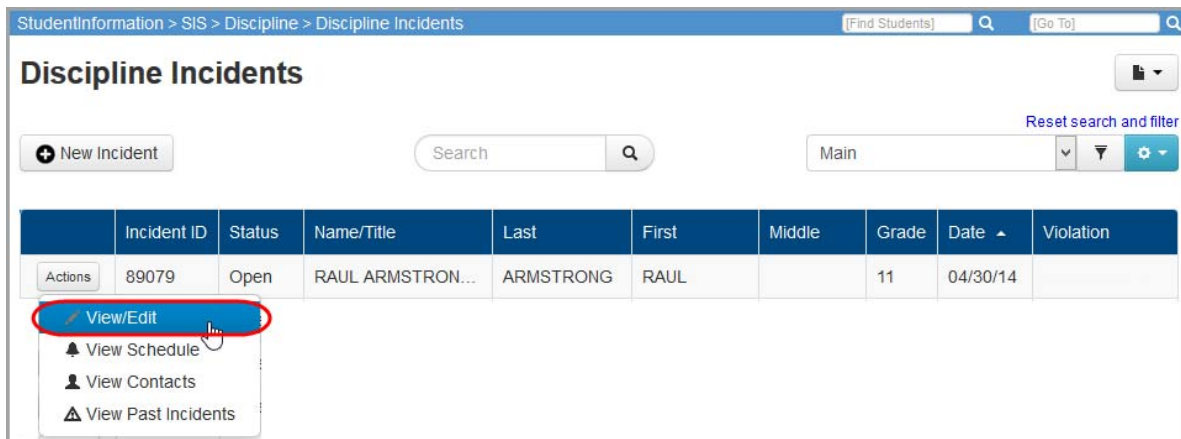 StudentInformation > SIS > Discipline > Discipline Incidents [Find Students] [Go To]
Discipline Incidents
Reset search and filter
New Incident Search Main
Incident ID Status Name/Title Last First Middle Grade Date Violation
Actions 89079 Open RAUL ARMSTRON... ARMSTRONG RAUL 11 04/30/14
View/Edit
View Schedule
View Contacts
View Past Incidents